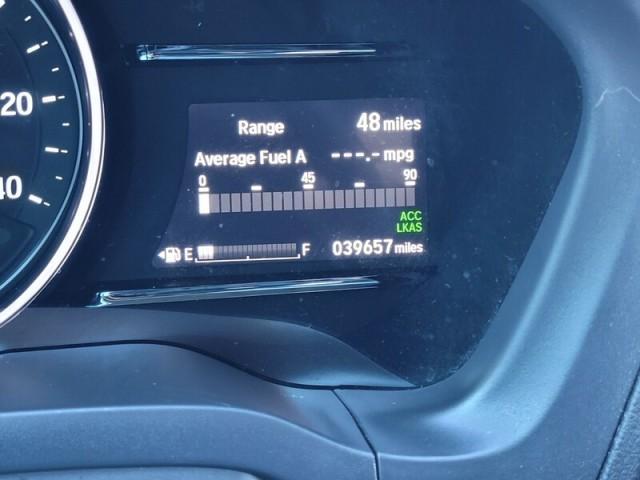 20
40
Range 48 miles
Average Fuel A ---.- mpg
0 45 90
ACC
LKAS
E F 039657 miles